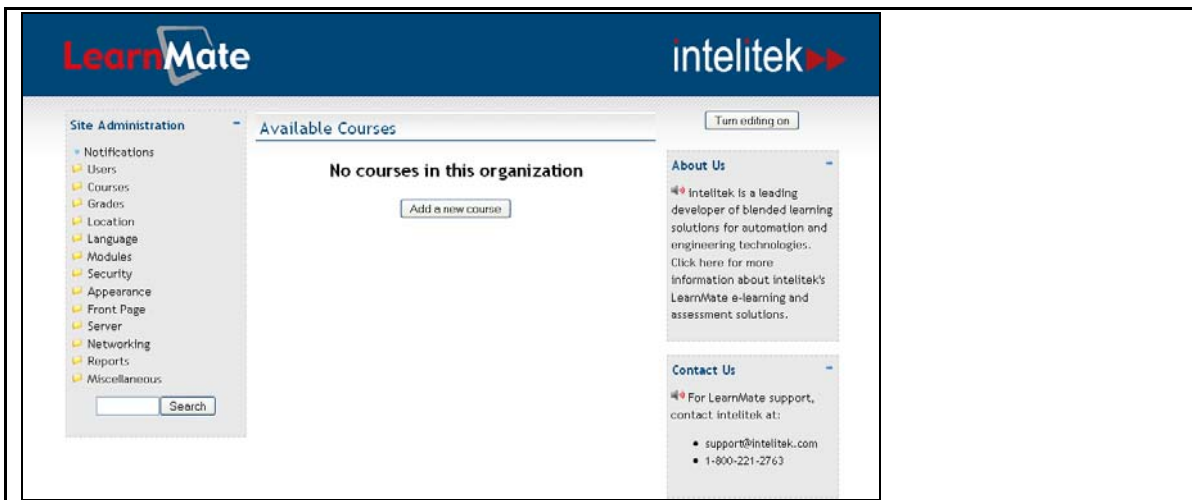 LearnMate
intelitek
Site Administration
Notifications
Users
Courses
Grades
Location
Language
Modules
Security
Appearance
Front Page
Server
Networking
Reports
Miscellaneous
Search
Available Courses
No courses in this organization
Add a new course
Turn editing on
About Us
intelitek is a leading
developer of blended learning
solutions for automation and
engineering technologies.
Click here for more
information about intelitek's
LearnMate e-learning and
assessment solutions.
Contact Us
For LearnMate support,
contact intelitek at:
support@intelitek.com
1-800-221-2763